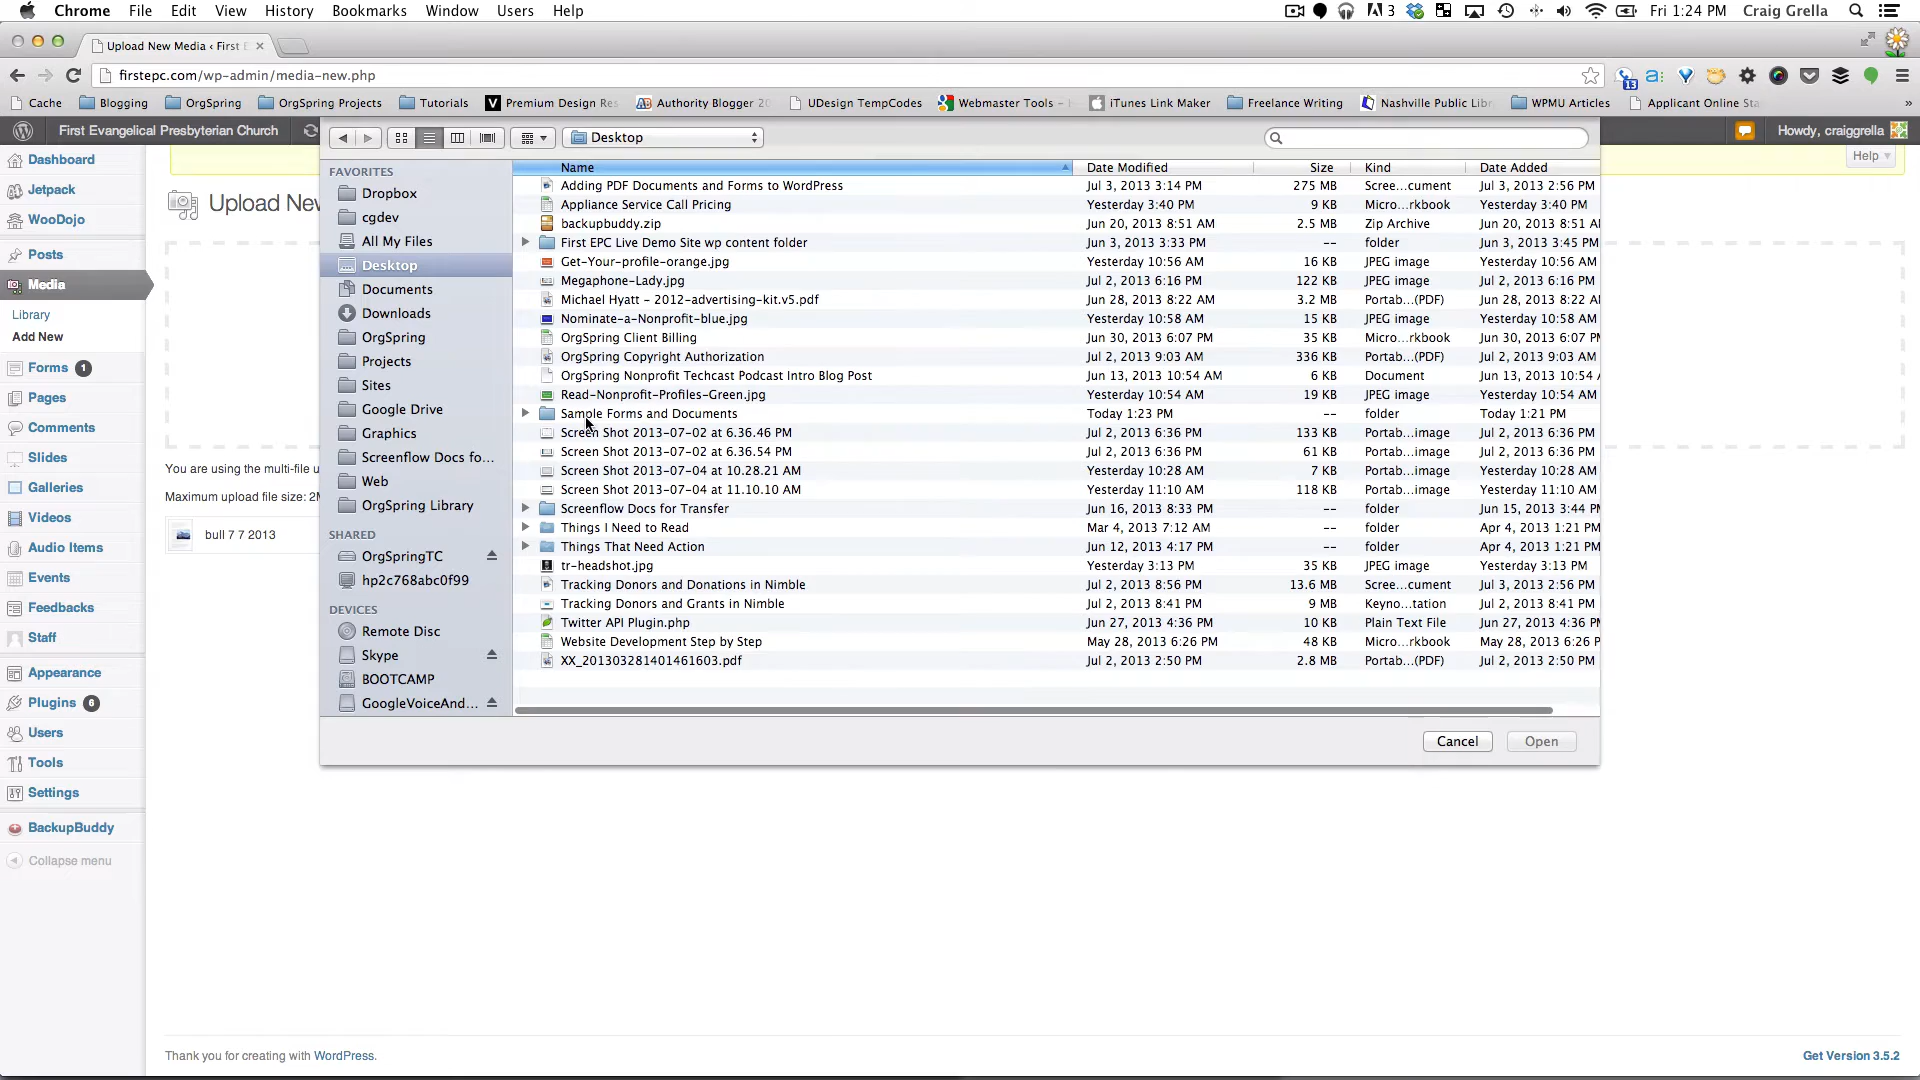 Chrome File Edit View History Bookmarks Window Users Help 3 Fri 1:24 PM Craig Grella
Upload New Media ‹ First E
firstepc.com/wp-admin/media-new.php 13 a:
Cache Blogging OrgSpring OrgSpring Projects Tutorials V Premium Design Res AB Authority Blogger 20 UDesign TempCodes Webmaster Tools - iTunes Link Maker Freelance Writing Nashville Public Lib WPMU Articles Applicant Online Sta »
First Evangelical Presbyterian Church Howdy, craiggrella
Desktop
Help
Dashboard
Jetpack
WooDojo
Posts
Media
Library
Add New
Forms 1
Pages
Comments
Slides
Galleries
Videos
Audio Items
Events
Feedbacks
Staff
Appearance
Plugins 6
Users
Tools
Settings
BackupBuddy
Collapse menu
Upload New
You are using the multi-file u
Maximum upload file size: 2M
bull 7 7 2013
FAVORITES
Dropbox
cgdev
All My Files
Desktop
Documents
Downloads
OrgSpring
Projects
Sites
Google Drive
Graphics
Screenflow Docs fo...
Web
OrgSpring Library
SHARED
OrgSpringTC
hp2c768abc0f99
DEVICES
Remote Disc
Skype
BOOTCAMP
GoogleVoiceAnd...
Name Date Modified Size Kind Date Added
Adding PDF Documents and Forms to WordPress Jul 3, 2013 3:14 PM 275 MB Scree...cument Jul 3, 2013 2:56 PM
Appliance Service Call Pricing Yesterday 3:40 PM 9 KB Micro...rkbook Yesterday 3:40 PM
backupbuddy.zip Jun 20, 2013 8:51 AM 2.5 MB Zip Archive Jun 20, 2013 8:51 A
First EPC Live Demo Site wp content folder Jun 3, 2013 3:33 PM -- folder Jun 3, 2013 3:45 PM
Get-Your-profile-orange.jpg Yesterday 10:56 AM 16 KB JPEG image Yesterday 10:56 AM
Megaphone-Lady.jpg Jul 2, 2013 6:16 PM 122 KB JPEG image Jul 2, 2013 6:16 PM
Michael Hyatt - 2012-advertising-kit.v5.pdf Jun 28, 2013 8:22 AM 3.2 MB Portab...(PDF) Jun 28, 2013 8:22 A
Nominate-a-Nonprofit-blue.jpg Yesterday 10:58 AM 15 KB JPEG image Yesterday 10:58 AM
OrgSpring Client Billing Jun 30, 2013 6:07 PM 35 KB Micro...rkbook Jun 30, 2013 6:07 P
OrgSpring Copyright Authorization Jul 2, 2013 9:03 AM 336 KB Portab...(PDF) Jul 2, 2013 9:03 AM
OrgSpring Nonprofit Techcast Podcast Intro Blog Post Jun 13, 2013 10:54 AM 6 KB Document Jun 13, 2013 10:54
Read-Nonprofit-Profiles-Green.jpg Yesterday 10:54 AM 19 KB JPEG image Yesterday 10:54 AM
Sample Forms and Documents Today 1:23 PM -- folder Today 1:21 PM
Screen Shot 2013-07-02 at 6.36.46 PM Jul 2, 2013 6:36 PM 133 KB Portab...image Jul 2, 2013 6:36 PM
Screen Shot 2013-07-02 at 6.36.54 PM Jul 2, 2013 6:36 PM 61 KB Portab...image Jul 2, 2013 6:36 PM
Screen Shot 2013-07-04 at 10.28.21 AM Yesterday 10:28 AM 7 KB Portab...image Yesterday 10:28 AM
Screen Shot 2013-07-04 at 11.10.10 AM Yesterday 11:10 AM 118 KB Portab...image Yesterday 11:10 AM
Screenflow Docs for Transfer Jun 16, 2013 8:33 PM -- folder Jun 15, 2013 3:44 P
Things I Need to Read Mar 4, 2013 7:12 AM -- folder Apr 4, 2013 1:21 PM
Things That Need Action Jun 12, 2013 4:17 PM -- folder Apr 4, 2013 1:21 PM
tr-headshot.jpg Yesterday 3:13 PM 35 KB JPEG image Yesterday 3:13 PM
Tracking Donors and Donations in Nimble Jul 2, 2013 8:56 PM 13.6 MB Scree...cument Jul 3, 2013 2:56 PM
Tracking Donors and Grants in Nimble Jul 2, 2013 8:41 PM 9 MB Keyno...tation Jul 2, 2013 8:41 PM
Twitter API Plugin.php Jun 27, 2013 4:36 PM 10 KB Plain Text File Jun 27, 2013 4:36 P
Website Development Step by Step May 28, 2013 6:26 PM 48 KB Micro...rkbook May 28, 2013 6:26 P
XX_201303281401461603.pdf Jul 2, 2013 2:50 PM 2.8 MB Portab...(PDF) Jul 2, 2013 2:50 PM
Cancel Open
Thank you for creating with WordPress. Get Version 3.5.2